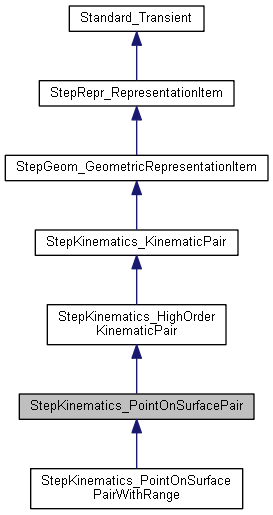 Standard_Transient
StepRepr_RepresentationItem
StepGeom_GeometricRepresentationItem
StepKinematics_KinematicPair
StepKinematics_HighOrder
KinematicPair
StepKinematics_PointOnSurfacePair
StepKinematics_PointOnSurface
PairWithRange